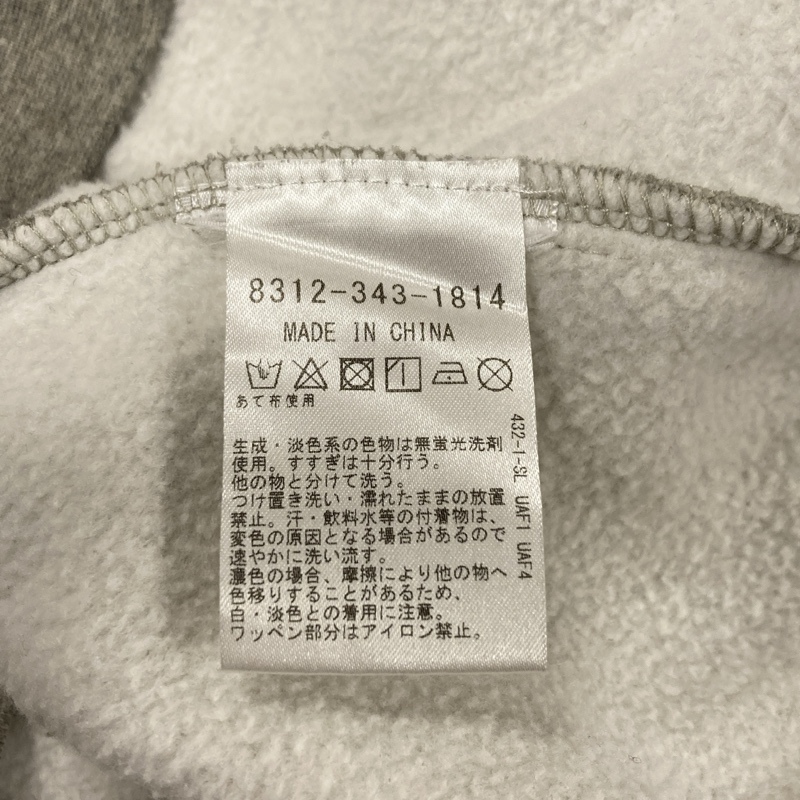 8312-343-1814
MADE IN CHINA
あて布使用
生成・淡色系の色物は無蛍光洗剤
使用。すすぎは十分行う。
他の物と分けて洗う。
つけ置き洗い・濡れたままの放置
禁止。汗・飲料水等の付着物は、
変色の原因となる場合があるので
速やかに洗い流す。
濃色の場合、摩擦により他の物へ
色移りすることがあるため、
白・淡色との着用に注意。
ワッペン部分はアイロン禁止。
432-1-SL UAF1 UAF4